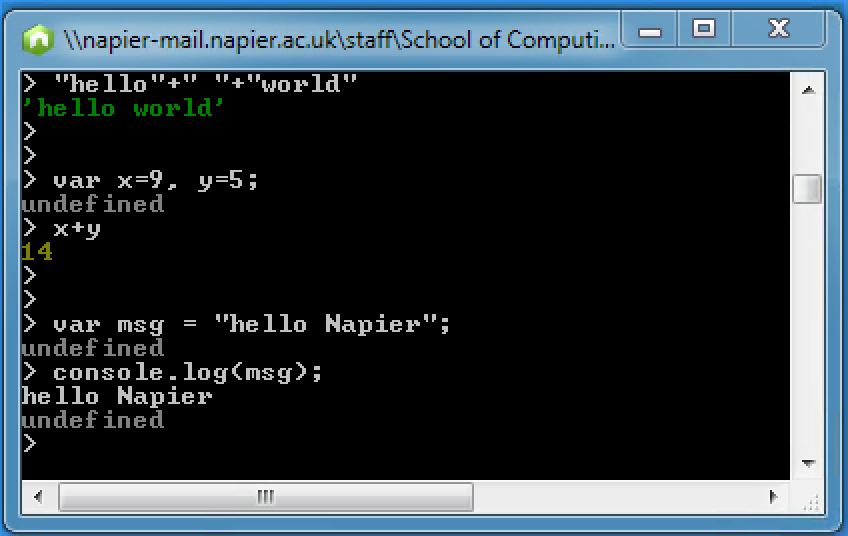 \\napier-mail.napier.ac.uk\staff\School of Computi...
> "hello"+" "+"world"
'hello world'
>
>
> var x=9, y=5;
undefined
> x+y
14
>
>
> var msg = "hello Napier";
undefined
> console.log(msg);
hello Napier
undefined
>